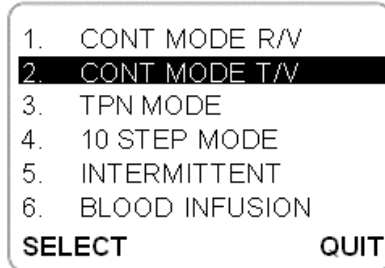 1. CONT MODE R/V
2. CONT MODE T/V
3. TPN MODE
4. 10 STEP MODE
5. INTERMITTENT
6. BLOOD INFUSION
SELECT QUIT